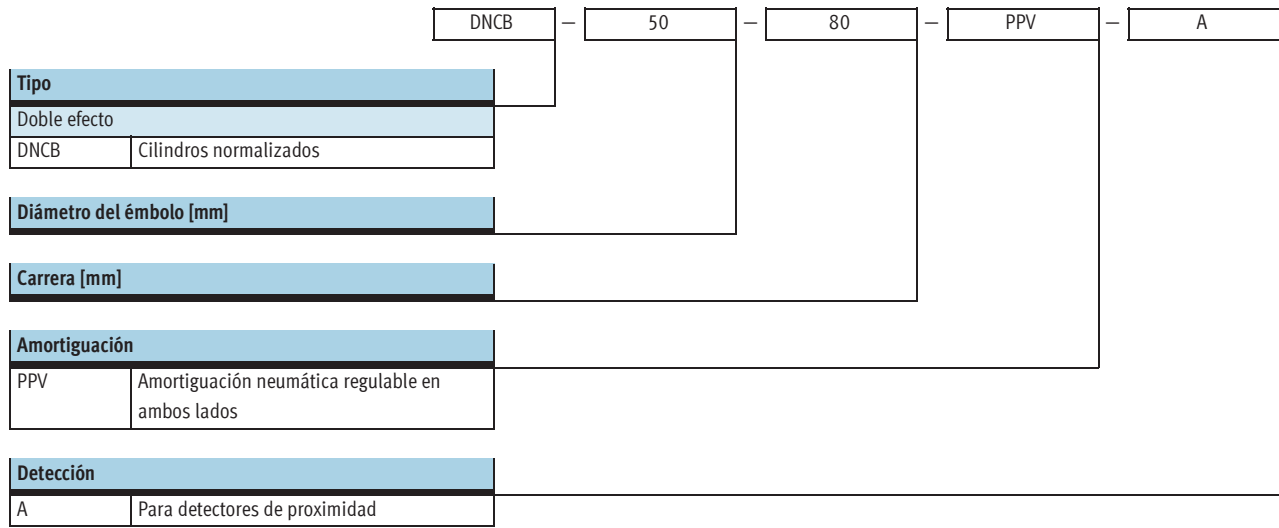 DNCB – 50 – 80 – PPV – A
Tipo
Doble efecto
DNCB Cilindros normalizados
Diámetro del émbolo [mm]
Carrera [mm]
Amortiguación
PPV Amortiguación neumática regulable en
ambos lados
Detección
A Para detectores de proximidad